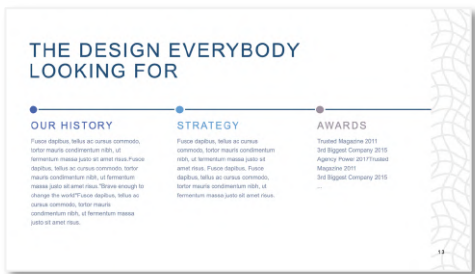 THE DESIGN EVERYBODY
LOOKING FOR
OUR HISTORY
Fusce dapibus, tellus ac cursus commodo,
tortor mauris condimentum nibh, ut
fermentum massa justo sit amet risus.Fusce
dapibus, tellus ac cursus commodo, tortor
mauris condimentum nibh, ut fermentum
massa justo sit amet risus."Brave enough to
change the world"Fusce dapibus, tellus ac
cursus commodo, tortor mauris
condimentum nibh, ut fermentum massa
justo sit amet risus.
STRATEGY
Fusce dapibus, tellus ac cursus
commodo, tortor mauris condimentum
nibh, ut fermentum massa justo sit
amet risus. Fusce dapibus, Fusce
dapibus, tellus ac cursus commodo,
tortor mauris condimentum nibh, ut
fermentum massa justo sit amet risus.
AWARDS
Trusted Magazine 2011
3rd Biggest Company 2015
Agency Power 2017Trusted
Magazine 2011
3rd Biggest Company 2015
...
13